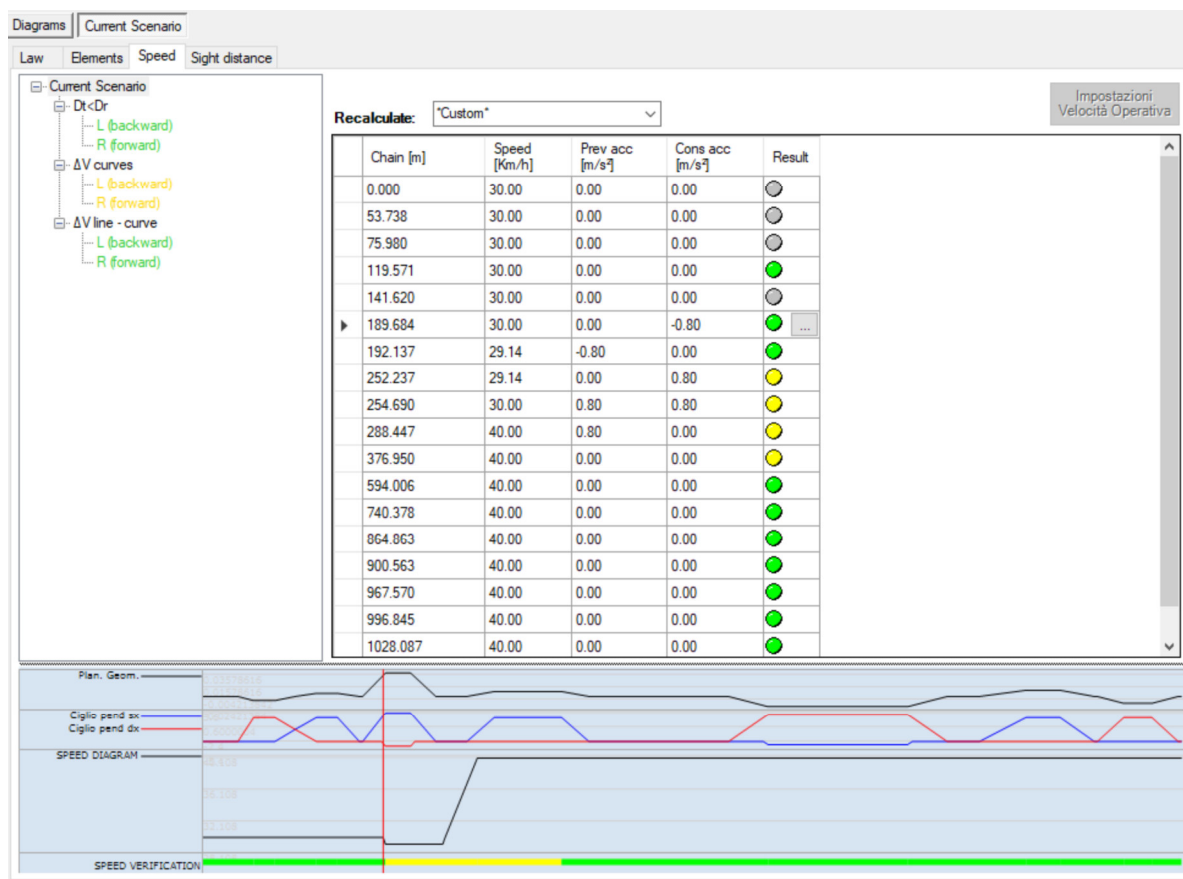 Diagrams Current Scenario
Law Elements Speed Sight distance
Current Scenario
Dt<Dr
L (backward)
R (forward)
ΔV curves
L (backward)
R (forward)
ΔV line - curve
L (backward)
R (forward)
Impostazioni
Velocità Operativa
Recalculate: *Custom*
Chain [m] Speed [Km/h] Prev acc [m/s²] Cons acc [m/s²] Result
0.000 30.00 0.00 0.00
53.738 30.00 0.00 0.00
75.980 30.00 0.00 0.00
119.571 30.00 0.00 0.00
141.620 30.00 0.00 0.00
189.684 30.00 0.00 -0.80 ...
192.137 29.14 -0.80 0.00
252.237 29.14 0.00 0.80
254.690 30.00 0.80 0.80
288.447 40.00 0.80 0.00
376.950 40.00 0.00 0.00
594.006 40.00 0.00 0.00
740.378 40.00 0.00 0.00
864.863 40.00 0.00 0.00
900.563 40.00 0.00 0.00
967.570 40.00 0.00 0.00
996.845 40.00 0.00 0.00
1028.087 40.00 0.00 0.00
Plan. Geom.
Ciglio pend sx
Ciglio pend dx
SPEED DIAGRAM
SPEED VERIFICATION